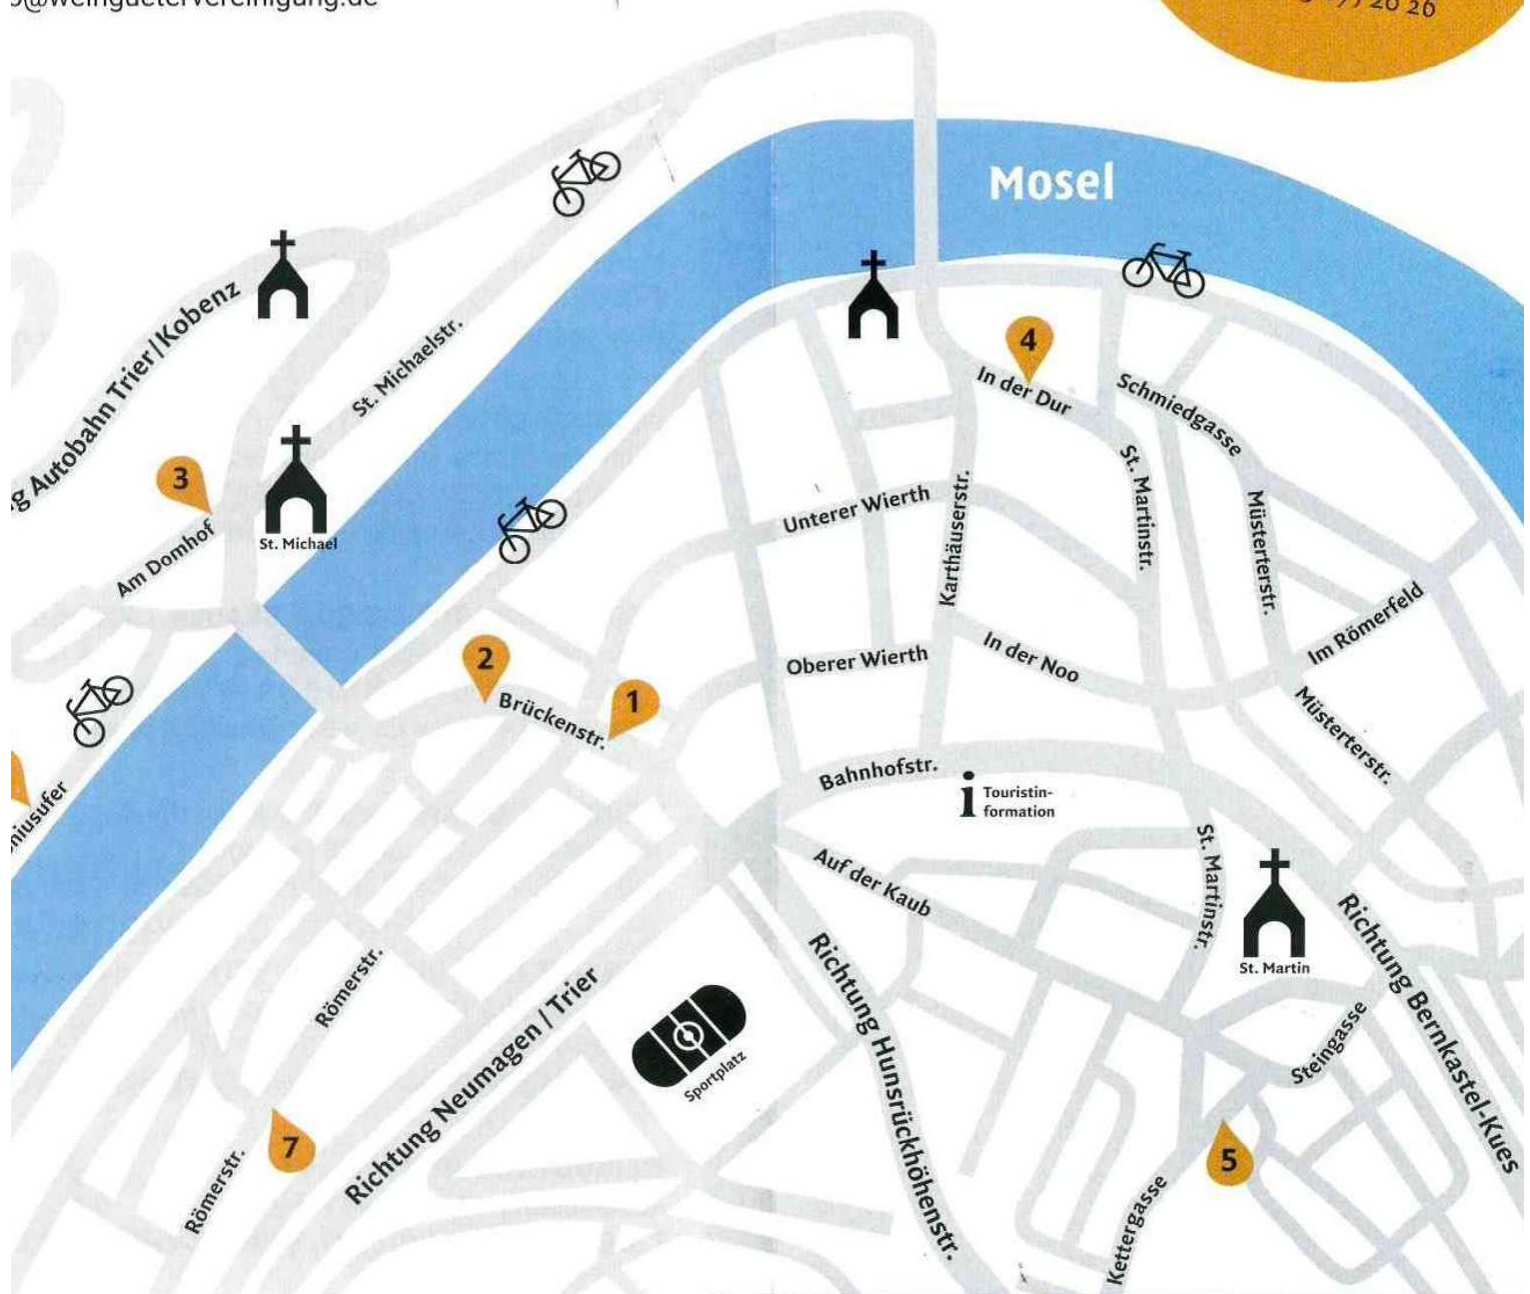 20 26
Mosel
g Autobahn Trier/Kobenz
St. Michaelstr.
4
In der Dur
Schmiedgasse
3
Am Domhof
St. Michael
Unterer Wierth
Karthäuserstr.
St. Martinstr.
Müsterterstr.
Im Römerfeld
2
Brückenstr.
1
Oberer Wierth
In der Noo
Müsterterstr.
niusufer
Bahnhofstr.
i
Touristin-
formation
Auf der Kaub
St. Martinstr.
St. Martin
Römerstr.
Richtung Neumagen / Trier
Sportplatz
Richtung Hunsrückhöhenstr.
Richtung Bernkastel-Kues
Steingasse
7
Römerstr.
5
Kettergasse